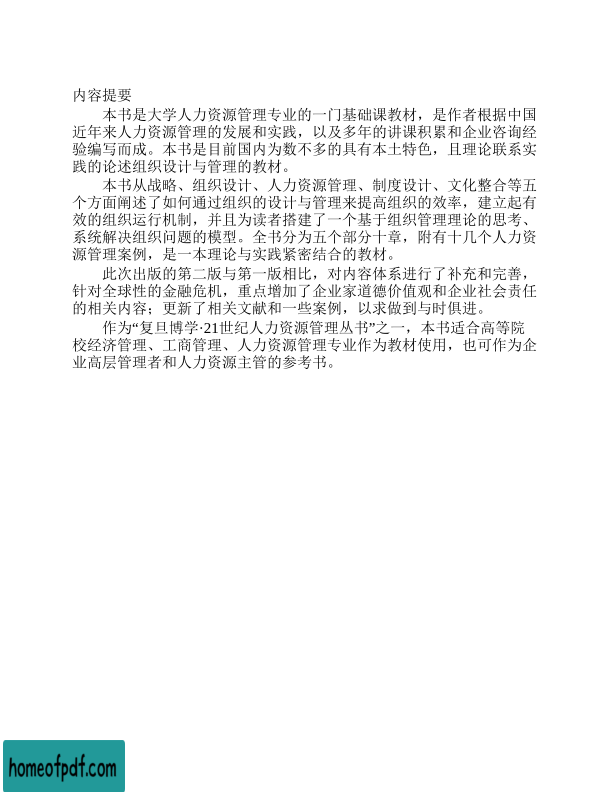 内容提要
本书是大学人力资源管理专业的一门基础课教材，是作者根据中国
近年来人力资源管理的发展和实践，以及多年的讲课积累和企业咨询经
验编写而成。本书是目前国内为数不多的具有本土特色，且理论联系实
践的论述组织设计与管理的教材。
本书从战略、组织设计、人力资源管理、制度设计、文化整合等五
个方面阐述了如何通过组织的设计与管理来提高组织的效率，建立起有
效的组织运行机制，并且为读者搭建了一个基于组织管理理论的思考、
系统解决组织问题的模型。全书分为五个部分十章，附有十几个人力资
源管理案例，是一本理论与实践紧密结合的教材。
此次出版的第二版与第一版相比，对内容体系进行了补充和完善，
针对全球性的金融危机，重点增加了企业家道德价值观和企业社会责任
的相关内容；更新了相关文献和一些案例，以求做到与时俱进。
作为“复旦博学·21世纪人力资源管理丛书”之一，本书适合高等院
校经济管理、工商管理、人力资源管理专业作为教材使用，也可作为企
业高层管理者和人力资源主管的参考书。
homeofpdf.com